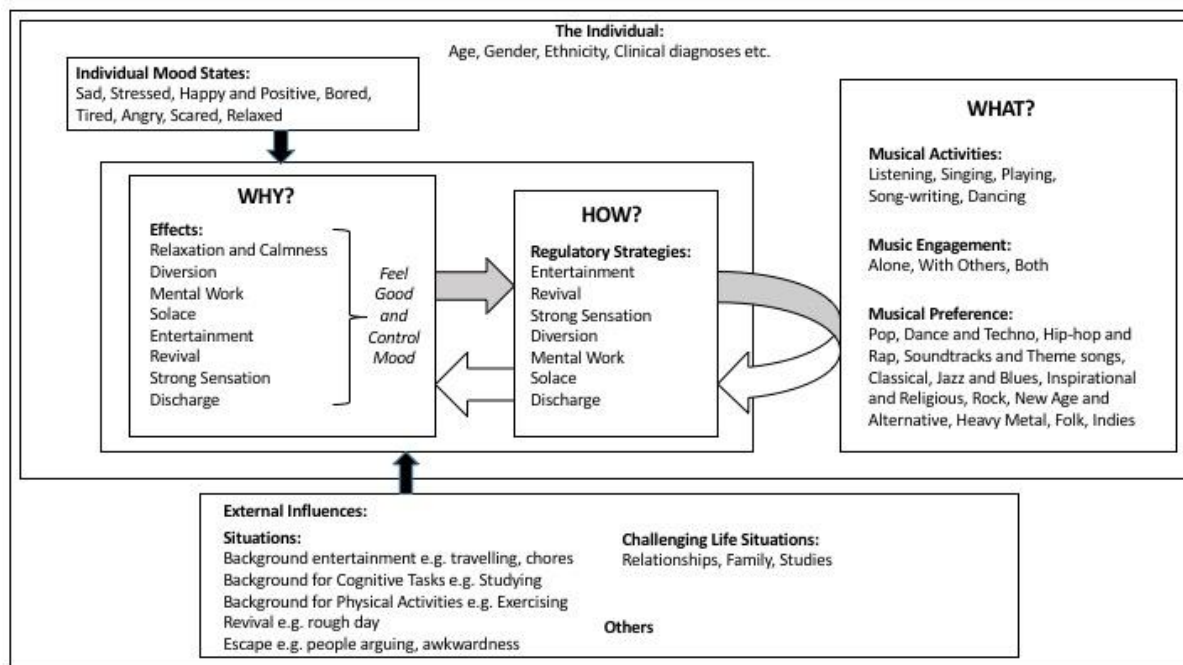 The Individual:
Age, Gender, Ethnicity, Clinical diagnoses etc.
Individual Mood States:
Sad, Stressed, Happy and Positive, Bored,
Tired, Angry, Scared, Relaxed
WHY?
Effects:
Relaxation and Calmness
Diversion
Mental Work
Solace
Entertainment
Revival
Strong Sensation
Discharge
Feel
Good
and
Control
Mood
HOW?
Regulatory Strategies:
Entertainment
Revival
Strong Sensation
Diversion
Mental Work
Solace
Discharge
WHAT?
Musical Activities:
Listening, Singing, Playing,
Song-writing, Dancing
Music Engagement:
Alone, With Others, Both
Musical Preference:
Pop, Dance and Techno, Hip-hop and
Rap, Soundtracks and Theme songs,
Classical, Jazz and Blues, Inspirational
and Religious, Rock, New Age and
Alternative, Heavy Metal, Folk, Indies
External Influences:
Situations:
Background entertainment e.g. travelling, chores
Background for Cognitive Tasks e.g. Studying
Background for Physical Activities e.g. Exercising
Revival e.g. rough day
Escape e.g. people arguing, awkwardness
Challenging Life Situations:
Relationships, Family, Studies
Others